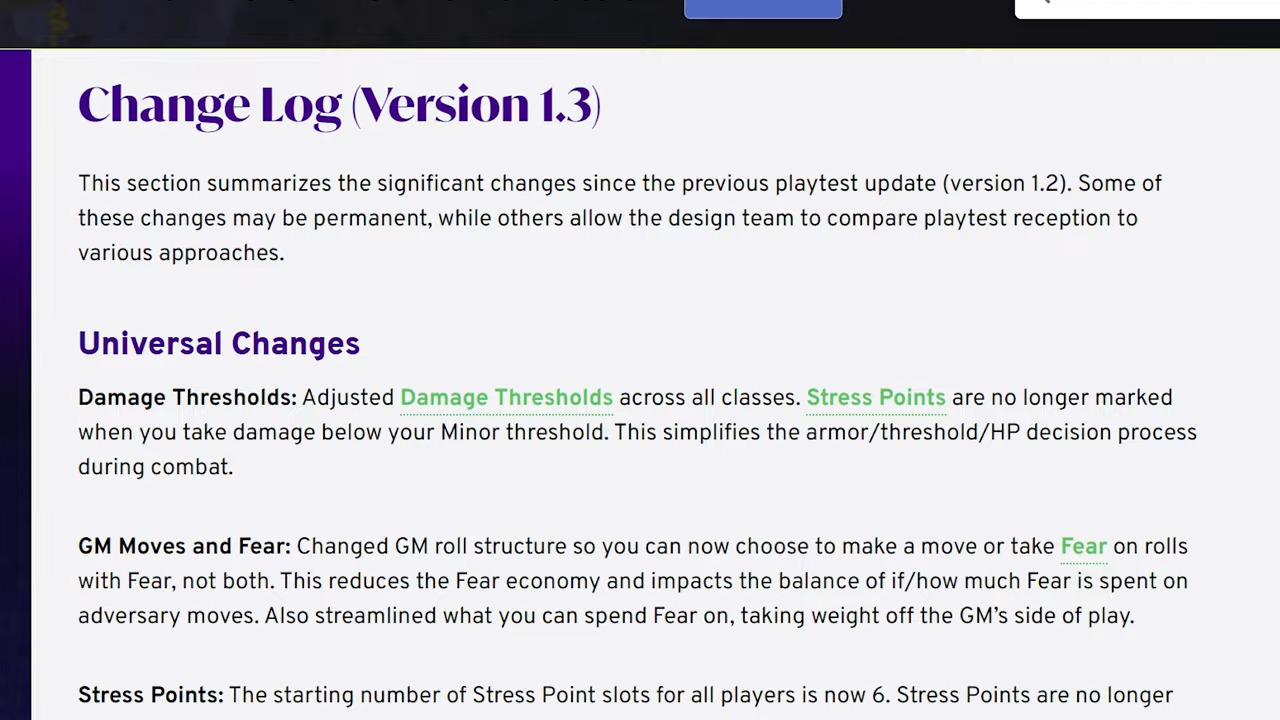 Change Log (Version 1.3)
This section summarizes the significant changes since the previous playtest update (version 1.2). Some of
these changes may be permanent, while others allow the design team to compare playtest reception to
various approaches.
Universal Changes
Damage Thresholds: Adjusted Damage Thresholds across all classes. Stress Points are no longer marked
when you take damage below your Minor threshold. This simplifies the armor/threshold/HP decision process
during combat.
GM Moves and Fear: Changed GM roll structure so you can now choose to make a move or take Fear on rolls
with Fear, not both. This reduces the Fear economy and impacts the balance of if/how much Fear is spent on
adversary moves. Also streamlined what you can spend Fear on, taking weight off the GM’s side of play.
Stress Points: The starting number of Stress Point slots for all players is now 6. Stress Points are no longer